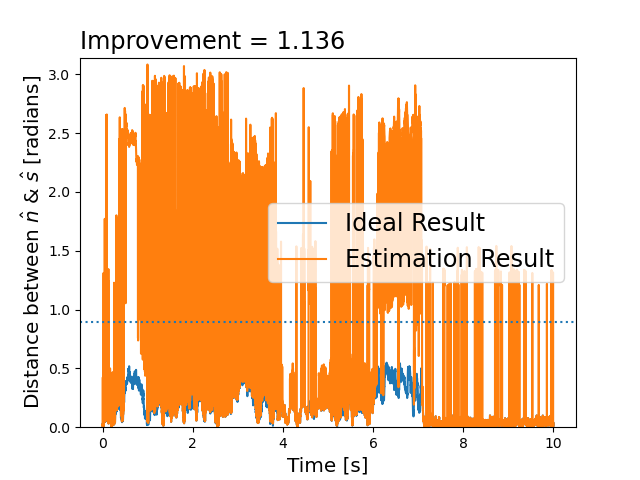 Improvement = 1.136
Distance between n̂ & ŝ [radians]
3.0
2.5
2.0
1.5
1.0
0.5
0.0
Ideal Result
Estimation Result
0 2 4 6 8 10
Time [s]